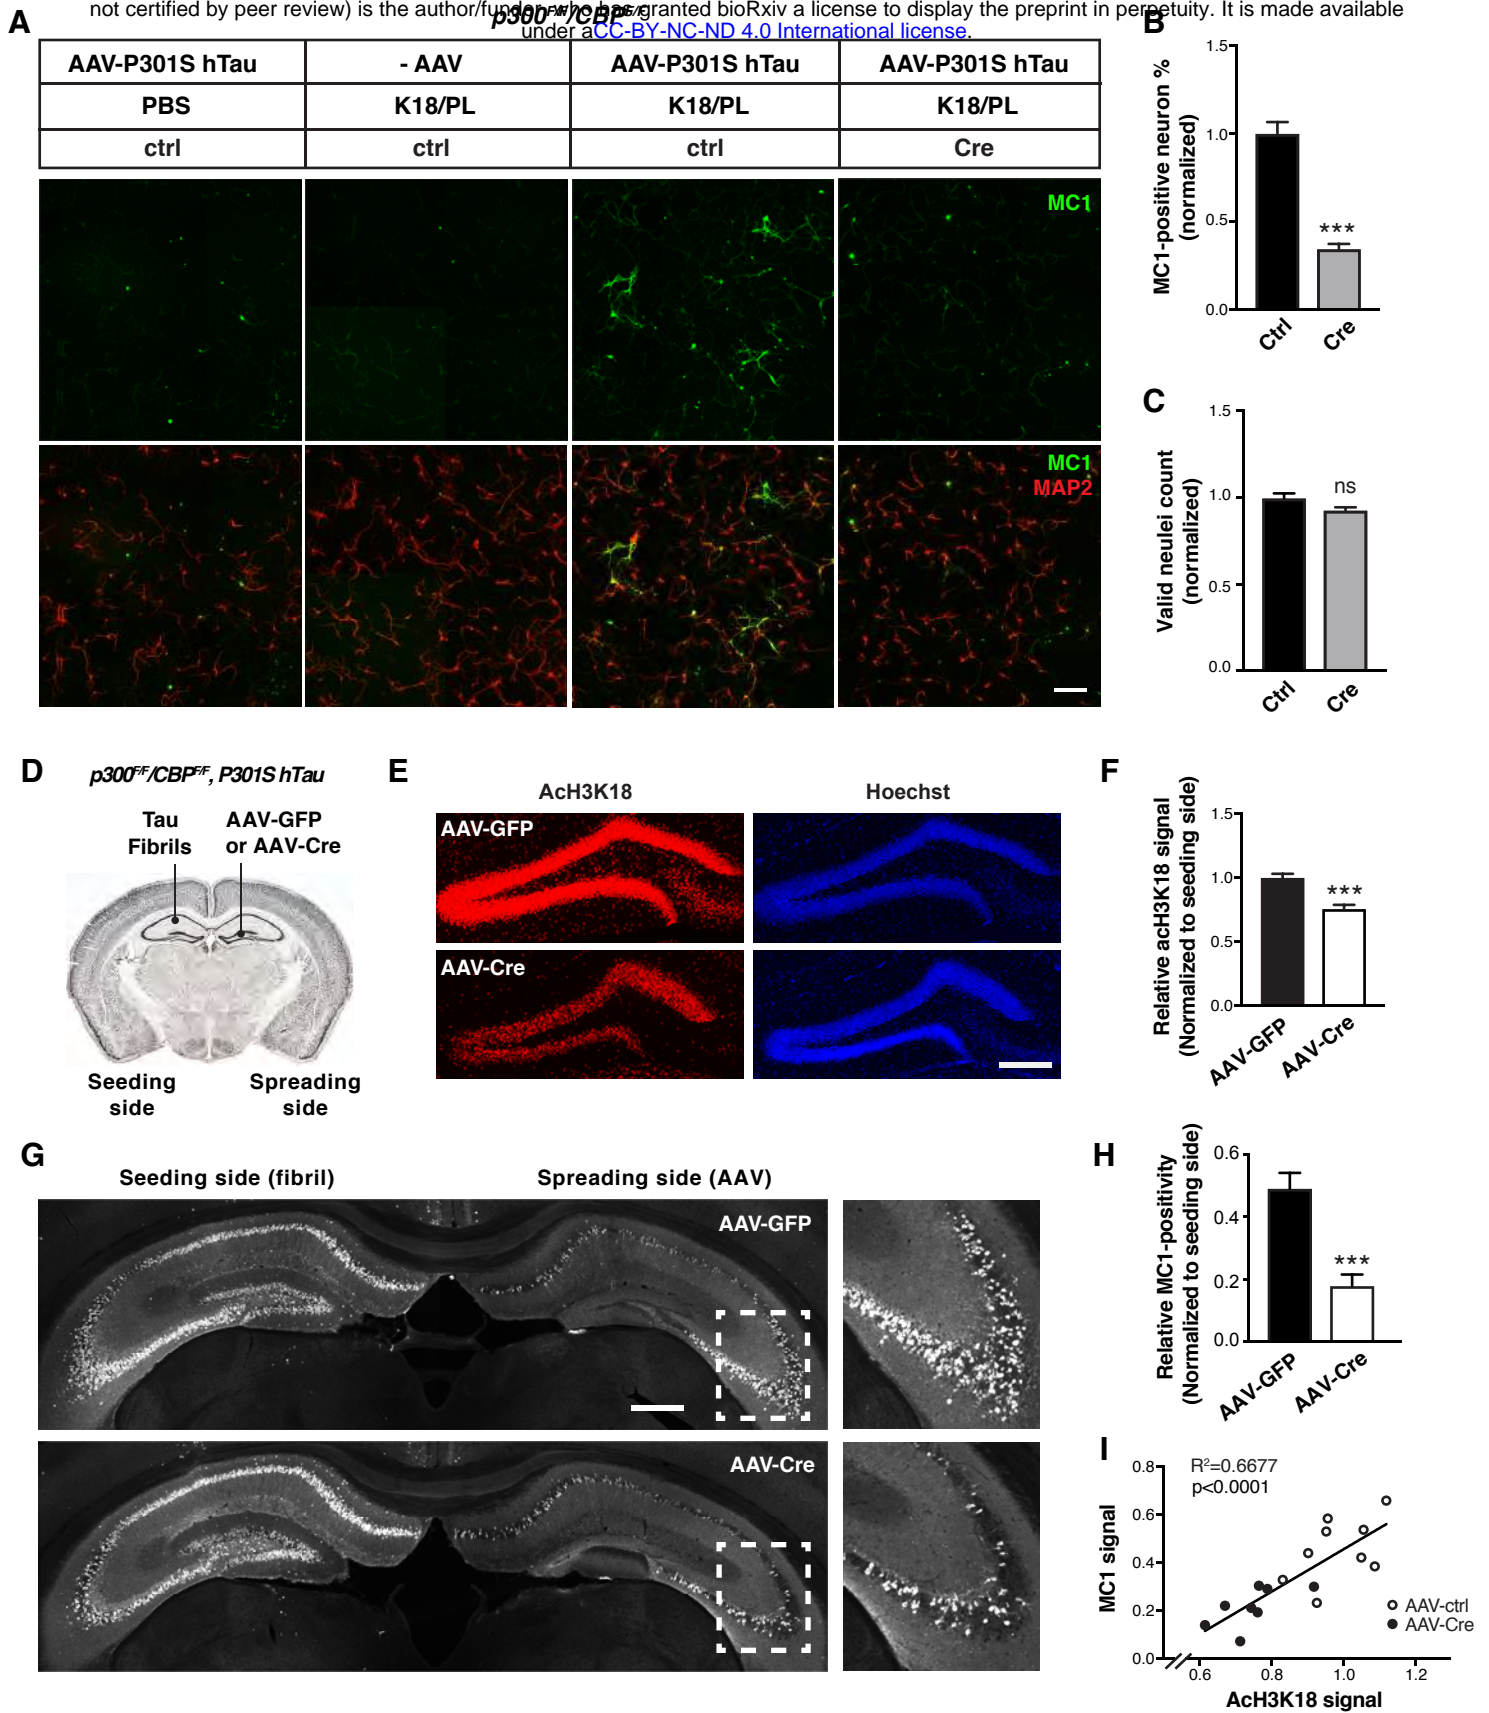 not certified by peer review) is the author/funder, who has granted bioRxiv a license to display the preprint in perpetuity. It is made available
under aCC-BY-NC-ND 4.0 International license.
A
p300F/F/CBPF/F
AAV-P301S hTau
- AAV
AAV-P301S hTau
AAV-P301S hTau
PBS
K18/PL
K18/PL
K18/PL
ctrl
ctrl
ctrl
Cre
MC1
MC1
MAP2
B
MC1-positive neuron %
(normalized)
1.5
1.0
0.5
0.0
***
Ctrl
Cre
C
Valid neulei count
(normalized)
1.5
1.0
0.5
0.0
ns
Ctrl
Cre
D
p300F/F/CBPF/F, P301S hTau
Tau
Fibrils
AAV-GFP
or AAV-Cre
Seeding
side
Spreading
side
E
AcH3K18
Hoechst
AAV-GFP
AAV-Cre
F
Relative acH3K18 signal
(Normalized to seeding side)
1.5
1.0
0.5
0.0
***
AAV-GFP
AAV-Cre
G
Seeding side (fibril)
Spreading side (AAV)
AAV-GFP
AAV-Cre
H
Relative MC1-positivity
(Normalized to seeding side)
0.6
0.4
0.2
0.0
***
AAV-GFP
AAV-Cre
I
MC1 signal
0.8
0.6
0.4
0.2
0.0
R2=0.6677
p<0.0001
AAV-ctrl
AAV-Cre
0.6
0.8
1.0
1.2
AcH3K18 signal